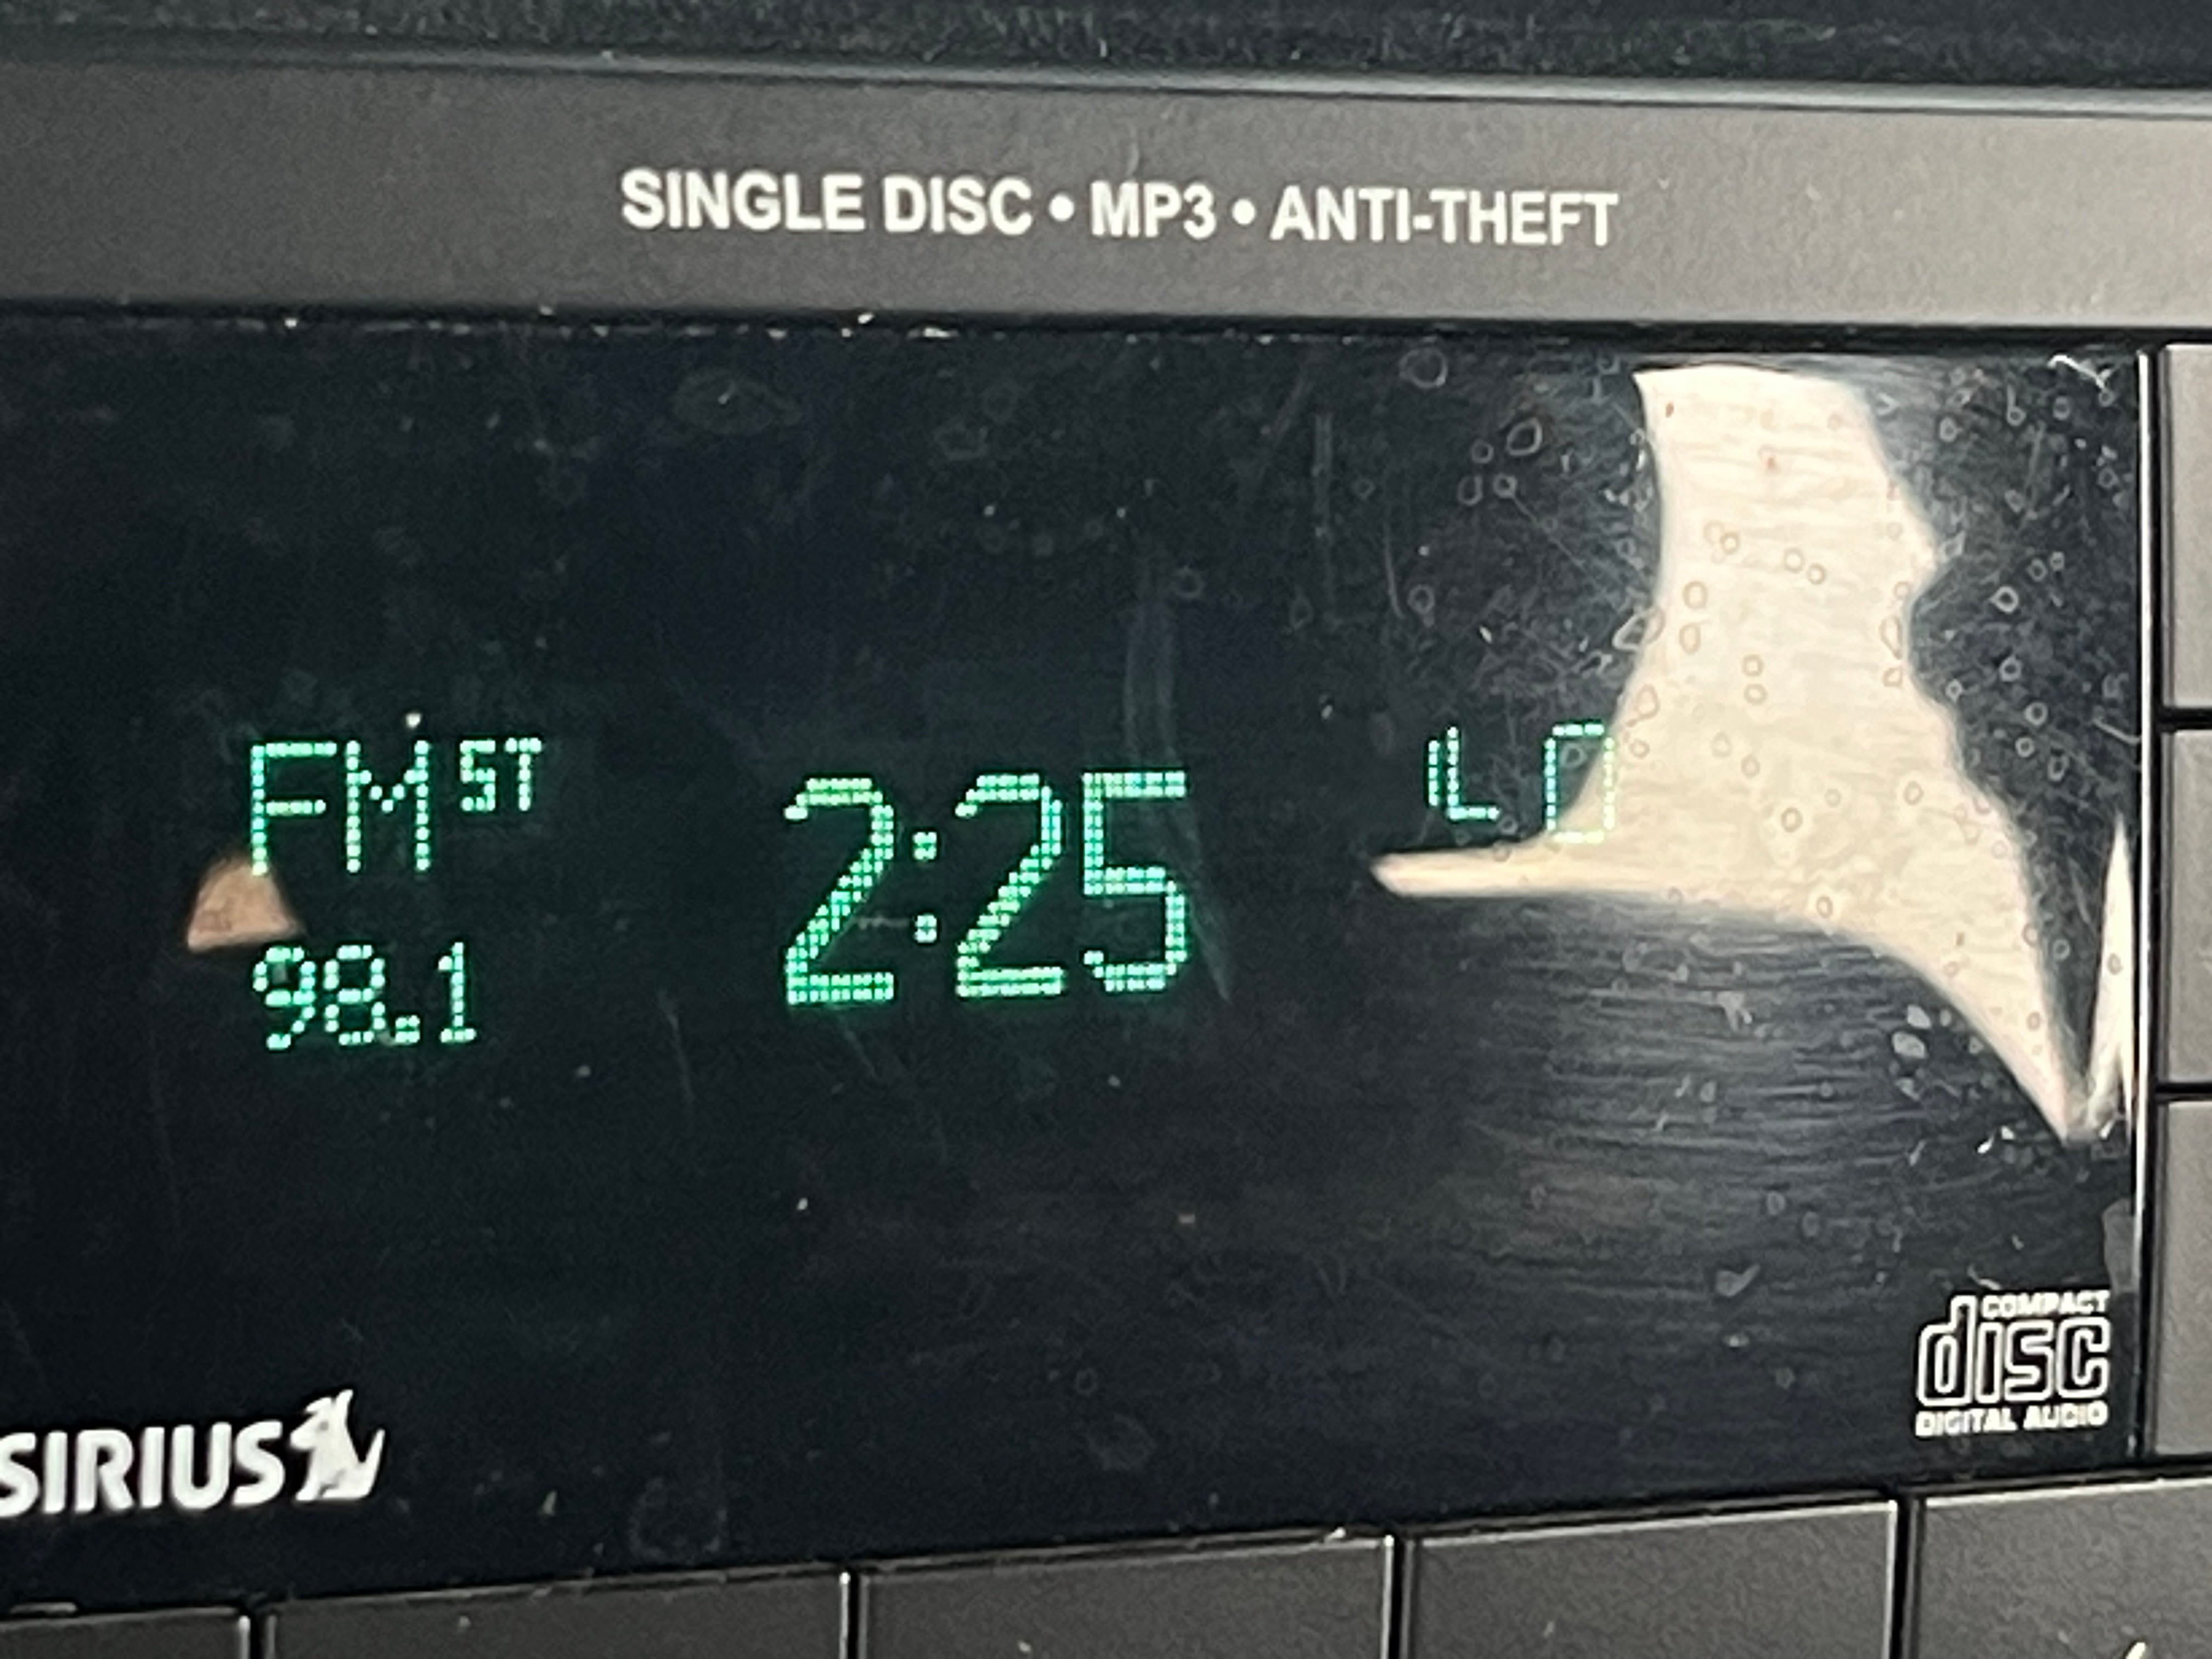 SINGLE DISC • MP3 • ANTI-THEFT
FM ST
2:25
98.1
SIRIUS
COMPACT
disc
DIGITAL AUDIO